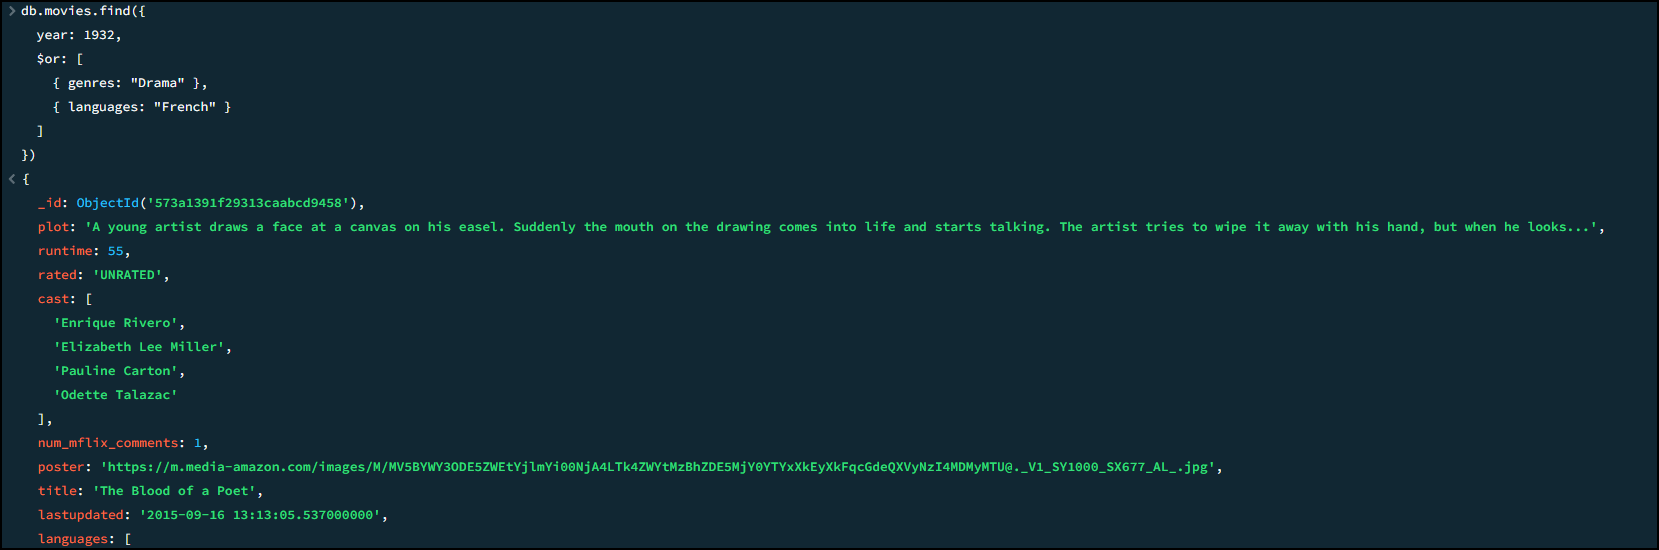 db.movies.find({
year: 1932,
$or: [
{ genres: "Drama" },
{ languages: "French" }
]
})
{
_id: ObjectId('573a1391f29313caabcd9458'),
plot: 'A young artist draws a face at a canvas on his easel. Suddenly the mouth on the drawing comes into life and starts talking. The artist tries to wipe it away with his hand, but when he looks...',
runtime: 55,
rated: 'UNRATED',
cast: [
'Enrique Rivero',
'Elizabeth Lee Miller',
'Pauline Carton',
'Odette Talazac'
],
num_mflix_comments: 1,
poster: 'https://m.media-amazon.com/images/M/MV5BYWY3ODE5ZWEtYjlmYi00NjA4LTk4ZWYtMzBhZDE5MjY0YTYxXkEyXkFqcGdeQXVyNzI4MDMyMTU@._V1_SY1000_SX677_AL_.jpg',
title: 'The Blood of a Poet',
lastupdated: '2015-09-16 13:13:05.537000000',
languages: [